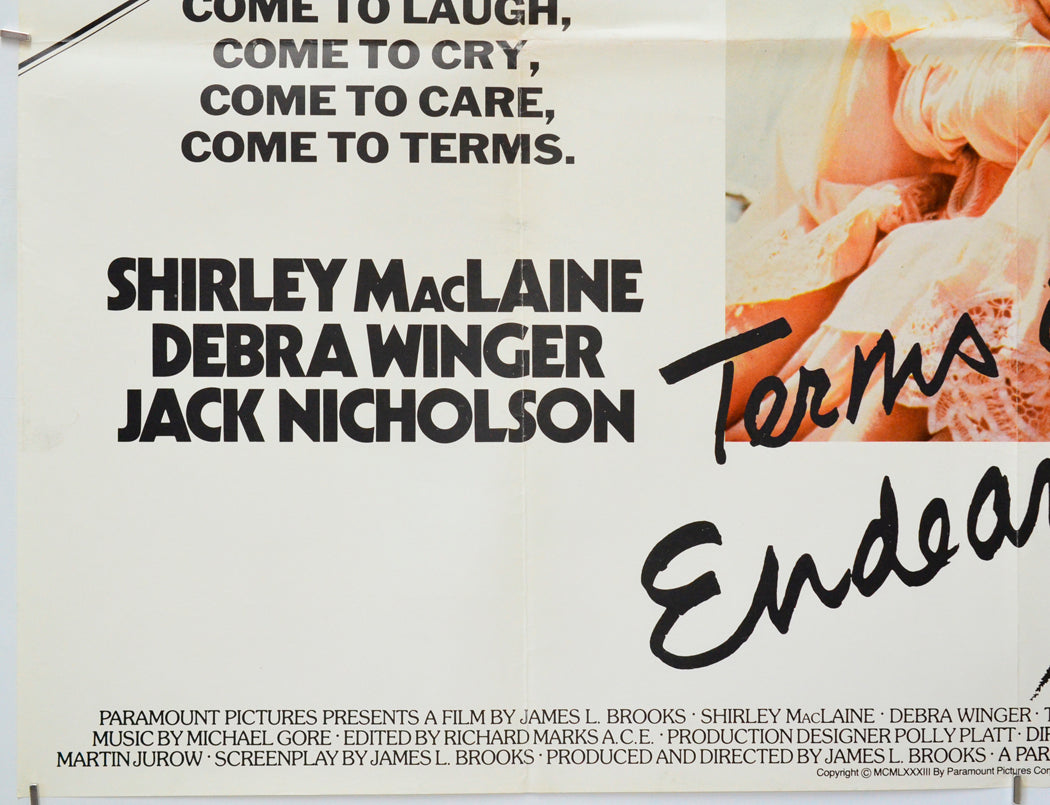 COME TO LAUGH,
COME TO CRY,
COME TO CARE,
COME TO TERMS.
SHIRLEY MACLAINE
DEBRA WINGER
JACK NICHOLSON
Terms
Endear
PARAMOUNT PICTURES PRESENTS A FILM BY JAMES L. BROOKS · SHIRLEY MACLAINE · DEBRA WINGER ·
MUSIC BY MICHAEL GORE · EDITED BY RICHARD MARKS A.C.E. · PRODUCTION DESIGNER POLLY PLATT ·
MARTIN JUROW · SCREENPLAY BY JAMES L. BROOKS · PRODUCED AND DIRECTED BY JAMES L. BROOKS · A
Copyright © MCMLXXXIII By Paramount Pictures